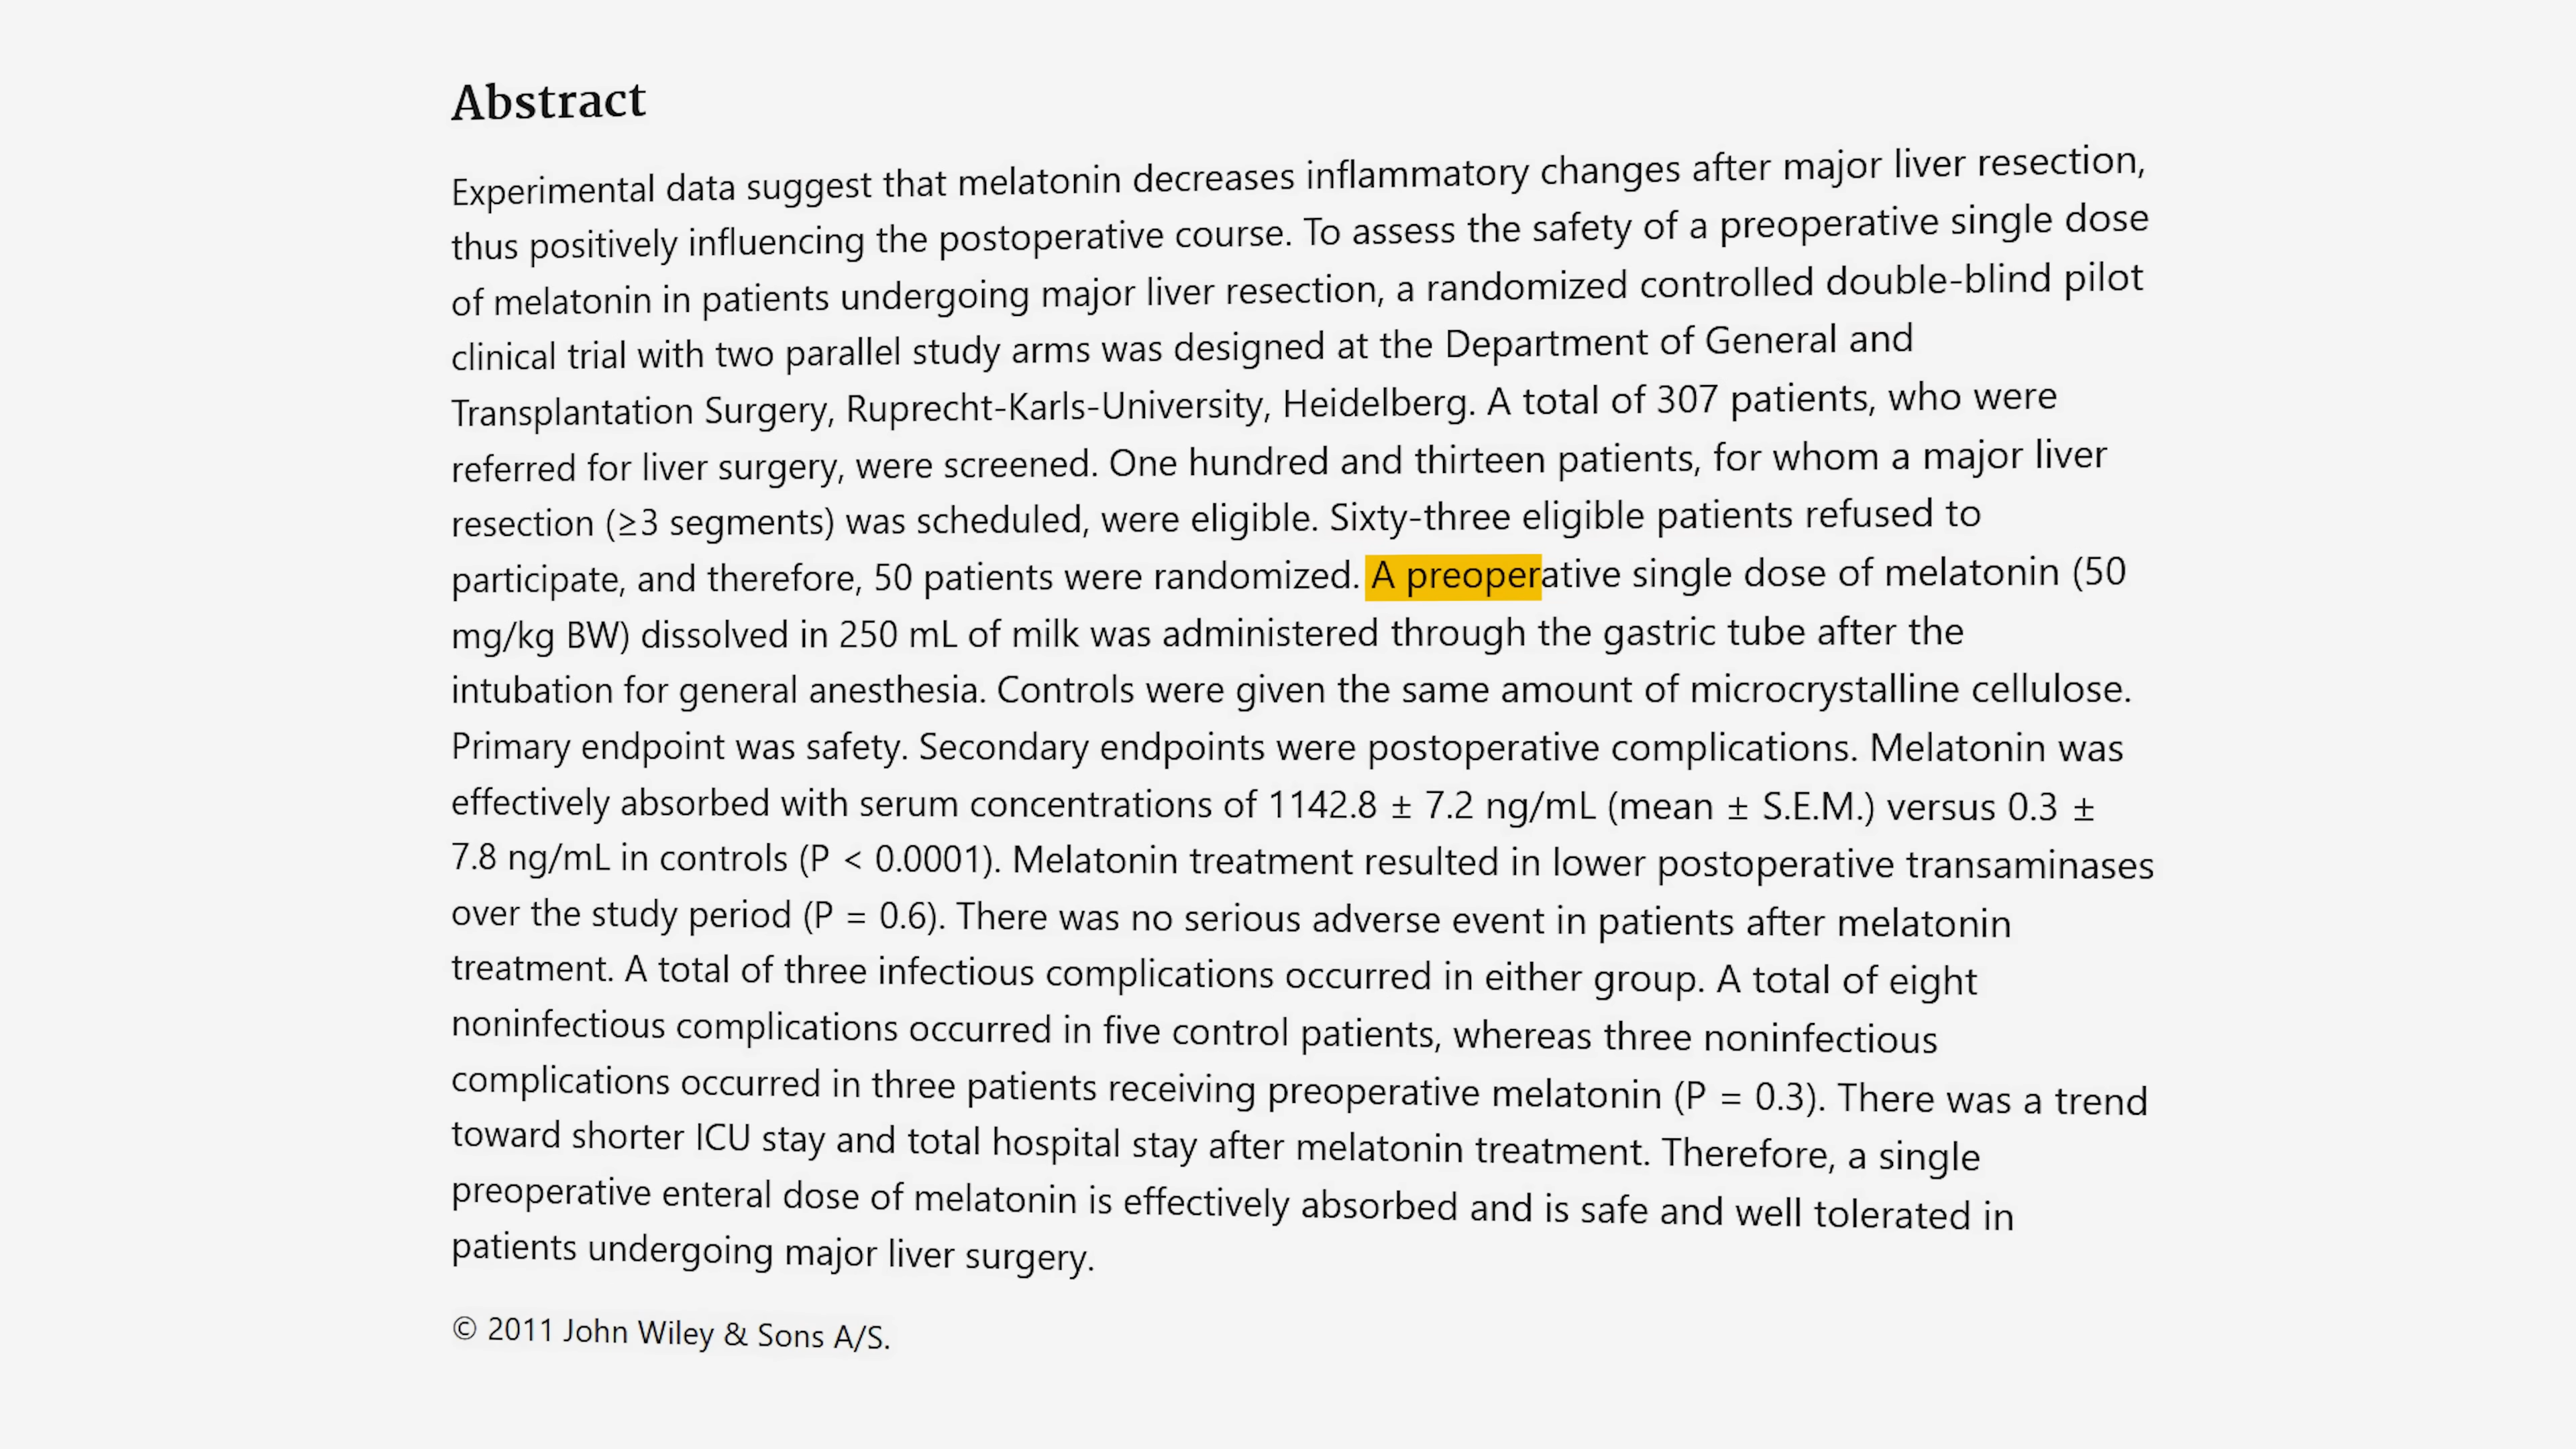 Abstract
Experimental data suggest that melatonin decreases inflammatory changes after major liver resection,
thus positively influencing the postoperative course. To assess the safety of a preoperative single dose
of melatonin in patients undergoing major liver resection, a randomized controlled double-blind pilot
clinical trial with two parallel study arms was designed at the Department of General and
Transplantation Surgery, Ruprecht-Karls-University, Heidelberg. A total of 307 patients, who were
referred for liver surgery, were screened. One hundred and thirteen patients, for whom a major liver
resection (≥3 segments) was scheduled, were eligible. Sixty-three eligible patients refused to
participate, and therefore, 50 patients were randomized. A preoperative single dose of melatonin (50
mg/kg BW) dissolved in 250 mL of milk was administered through the gastric tube after the
intubation for general anesthesia. Controls were given the same amount of microcrystalline cellulose.
Primary endpoint was safety. Secondary endpoints were postoperative complications. Melatonin was
effectively absorbed with serum concentrations of 1142.8 ± 7.2 ng/mL (mean ± S.E.M.) versus 0.3 ±
7.8 ng/mL in controls (P < 0.0001). Melatonin treatment resulted in lower postoperative transaminases
over the study period (P = 0.6). There was no serious adverse event in patients after melatonin
treatment. A total of three infectious complications occurred in either group. A total of eight
noninfectious complications occurred in five control patients, whereas three noninfectious
complications occurred in three patients receiving preoperative melatonin (P = 0.3). There was a trend
toward shorter ICU stay and total hospital stay after melatonin treatment. Therefore, a single
preoperative enteral dose of melatonin is effectively absorbed and is safe and well tolerated in
patients undergoing major liver surgery.
© 2011 John Wiley & Sons A/S.